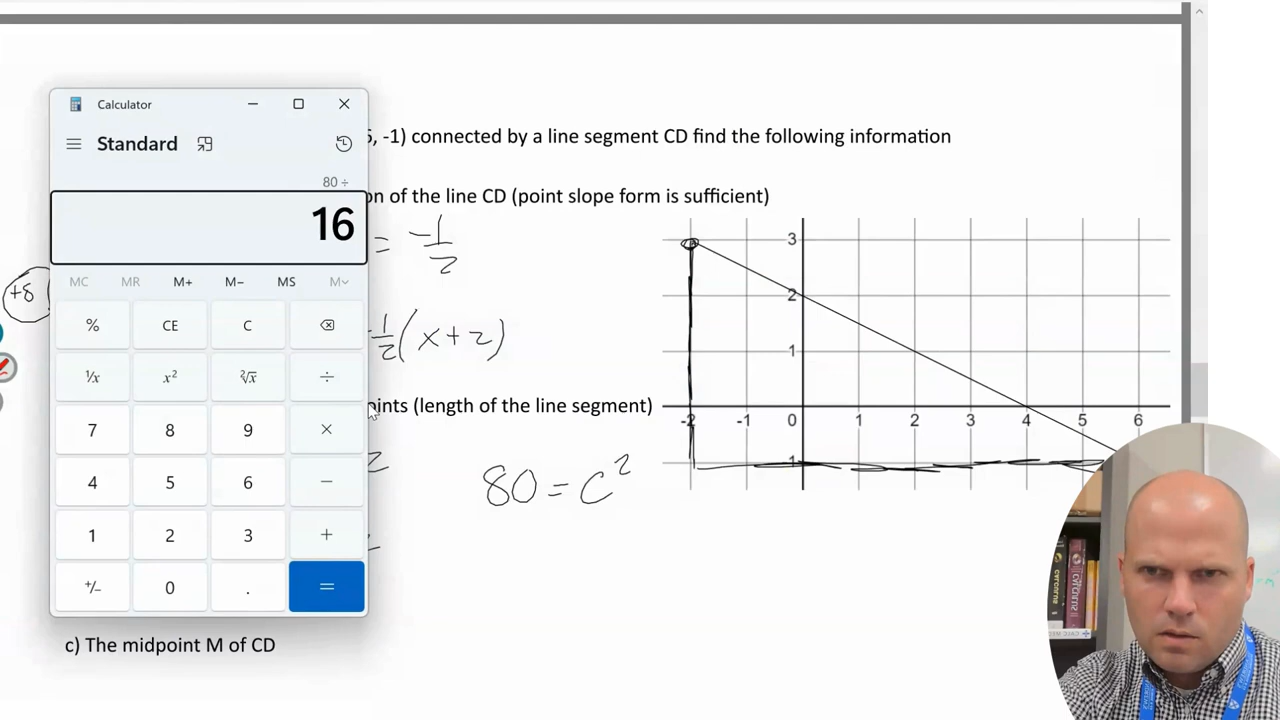 Calculator
Standard
80 ÷
16
MC MR M+ M− MS M˅
% CE C
⅟x x² ²√x ÷
7 8 9 ×
4 5 6 −
1 2 3 +
+/− 0 . =
, -1) connected by a line segment CD find the following information
on of the line CD (point slope form is sufficient)
= -1/2
+8
-1/2(x+2)
oints (length of the line segment)
2
80 = c²
c) The midpoint M of CD
3
2
1
-2 -1 0 1 2 3 4 5 6
CALCULUS